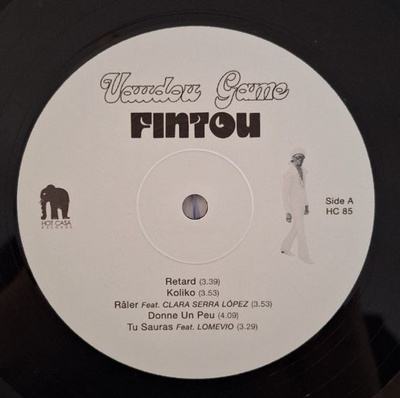 Vaudou Game
FINTOU
HOT CASA
RECORDS
Side A
HC 85
Retard (3.39)
Koliko (3.53)
Râler Feat. CLARA SERRA LÓPEZ (3.53)
Donne Un Peu (4.09)
Tu Sauras Feat. LOMEVIO (3.29)